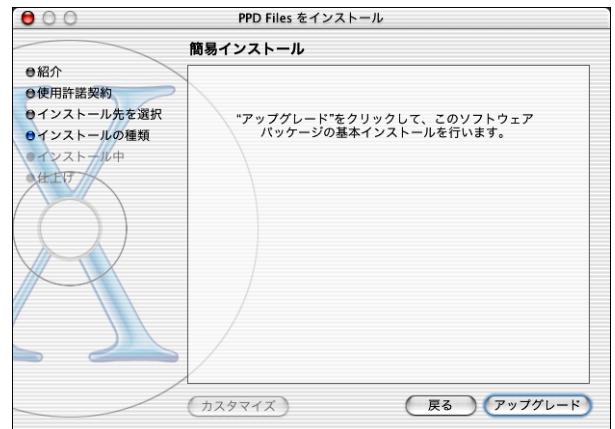 PPD Files をインストール
簡易インストール
紹介
使用許諾契約
インストール先を選択
インストールの種類
インストール中
仕上げ
“アップグレード”をクリックして、このソフトウェア
パッケージの基本インストールを行います。
カスタマイズ
戻る
アップグレード